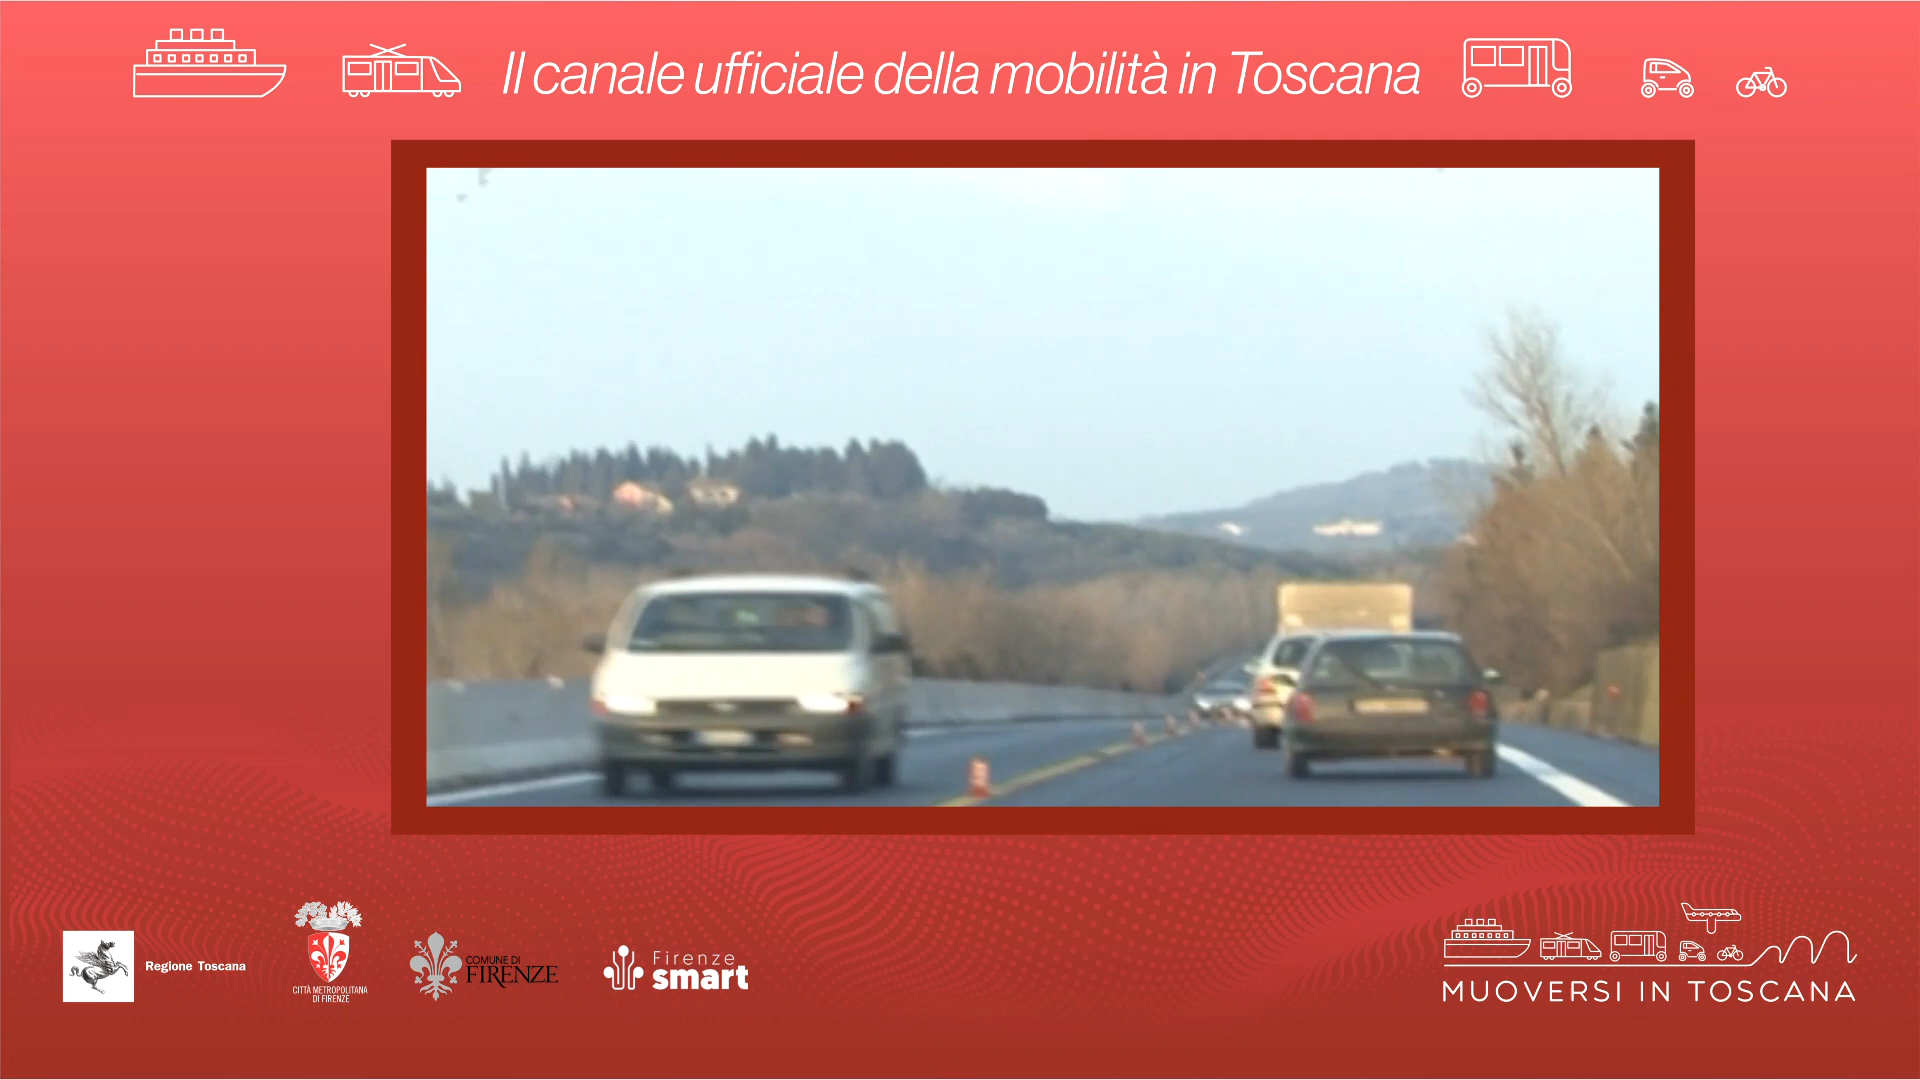 Il canale ufficiale della mobilità in Toscana
Regione Toscana
CITTÀ METROPOLITANA
DI FIRENZE
COMUNE DI
FIRENZE
Firenze
smart
MUOVERSI IN TOSCANA